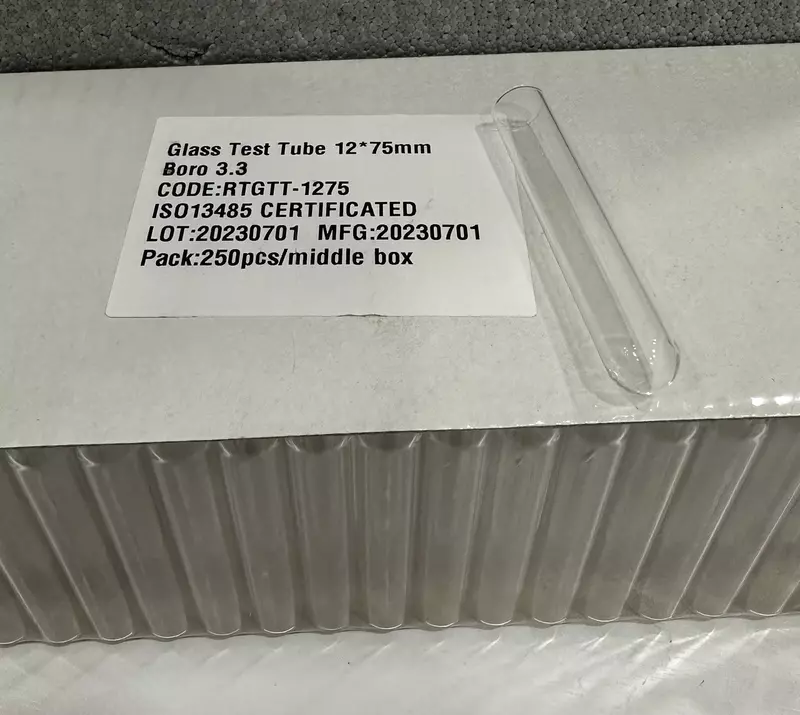 Glass Test Tube 12*75mm
Boro 3.3
CODE:RTGTT-1275
ISO13485 CERTIFICATED
LOT:20230701 MFG:20230701
Pack:250pcs/middle box